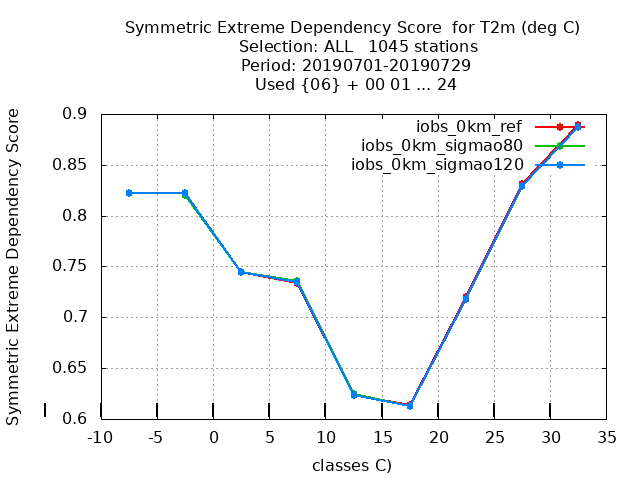 Symmetric Extreme Dependency Score  for T2m (deg C)
Selection: ALL   1045 stations
Period: 20190701-20190729
Used {06} + 00 01 ... 24
Symmetric Extreme Dependency Score
0.9
0.85
0.8
0.75
0.7
0.65
0.6
iobs_0km_ref
iobs_0km_sigmao80
iobs_0km_sigmao120
-10 -5 0 5 10 15 20 25 30 35
classes C)